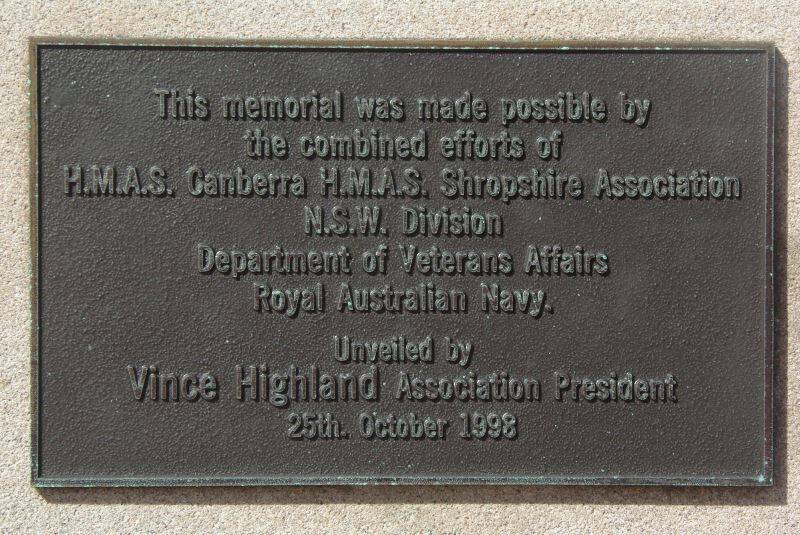 This memorial was made possible by
the combined efforts of
H.M.A.S. Canberra H.M.A.S. Shropshire Association
N.S.W. Division
Department of Veterans Affairs
Royal Australian Navy.
Unveiled by
Vince Highland Association President
25th. October 1998